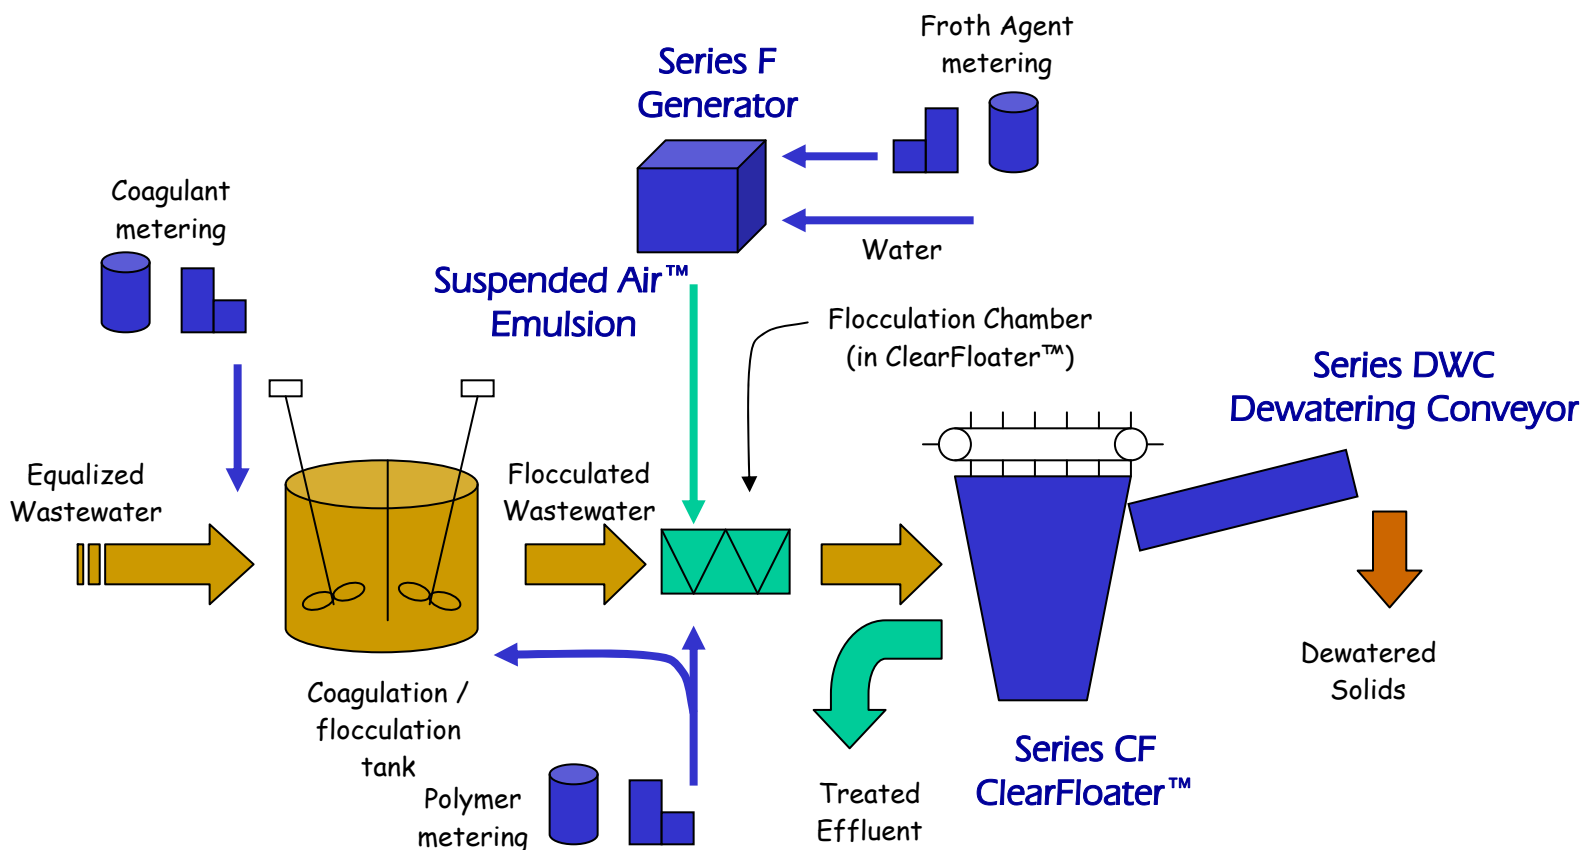 Froth Agent
metering
Series F
Generator
Coagulant
metering
Water
Suspended Air™
Emulsion
Flocculation Chamber
(in ClearFloater™)
Series DWC
Dewatering Conveyor
Equalized
Wastewater
Flocculated
Wastewater
Dewatered
Solids
Coagulation /
flocculation
tank
Series CF
ClearFloater™
Polymer
metering
Treated
Effluent